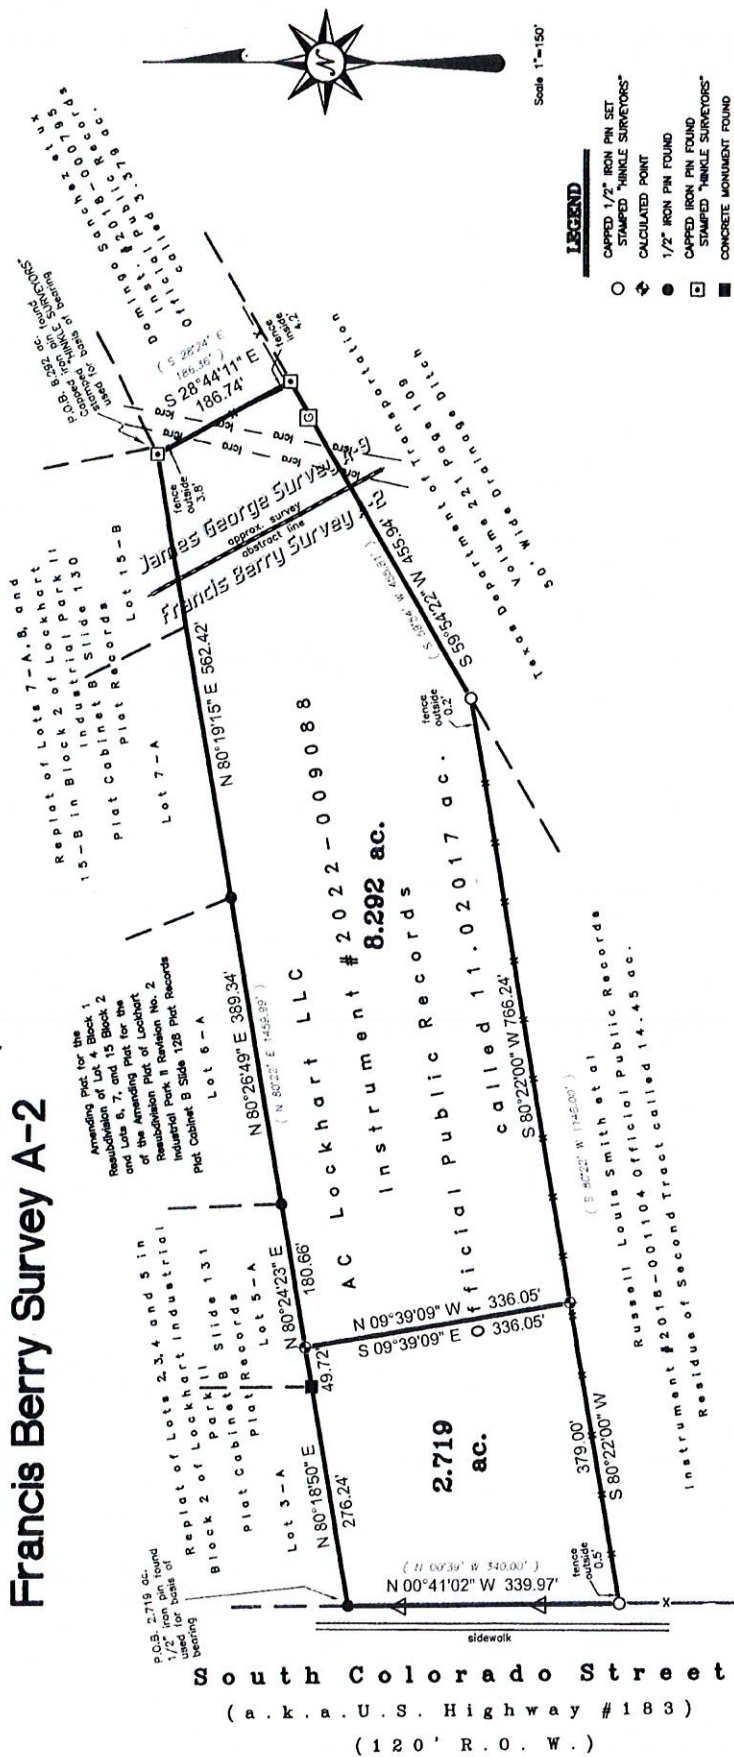 Francis Berry Survey A-2
N
Scale 1"=150'
LEGEND
CAPPED 1/2" IRON PIN SET
STAMPED "HINKLE SURVEYORS"
CALCULATED POINT
1/2" IRON PIN FOUND
CAPPED IRON PIN FOUND
STAMPED "HINKLE SURVEYORS"
CONCRETE MONUMENT FOUND
P.O.B. 2.719 ac.
1/2" iron pin found
used for basis of
bearing
Replat of Lots 2,3,4 and 5 in
Block 2 of Lockhart Industrial
Park II
Plat Cabinet B Slide 131
Plat Records
Lot 3-A
Lot 5-A
Amending Plat for the
Resubdivision of Lot 4 Block 1
and Lots 6, 7, and 15 Block 2
of the Amending Plat for the
Resubdivision Plat of Lockhart
Industrial Park II Revision No. 2
Plat Cabinet B Slide 128 Plat Records
Lot 6-A
Replat of Lots 7-A,8, and
15-B in Block 2 of Lockhart
Industrial Park II
Plat Cabinet B Slide 130
Plat Records
Lot 7-A
Lot 15-B
P.O.B. 8.292 ac.
Capped iron pin found
stamped "HINKLE SURVEYORS"
used for basis of bearing
Domingo Sanchez et ux
Inst. #2018-000795
Official Public Records
called 3.379 ac.
N 80°18'50" E
276.24'
49.72'
N 80°24'23" E
180.66'
N 80°26'49" E 389.34'
( N 80°22' E 1459.89' )
N 80°19'15" E 562.42'
fence
outside
3.8'
( S 28°24' E
186.36' )
S 28°44'11" E
186.74'
fence
inside
4.2'
x
G
lcra
lcra
lcra
lcra
lcra
lcra
James George Survey A-9
approx. survey
abstract line
Francis Berry Survey A-2
S 59°54'22" W 455.94'
Texas Department of Transportation
Volume 221 Page 109
50' Wide Drainage Ditch
fence
outside
0.2'
AC Lockhart LLC
Instrument #2022-009088
8.292 ac.
Official Public Records
called 11.02017 ac.
S 80°22'00" W 766.24'
( S 80°22' W 1146.00' )
N 09°39'09" W 336.05'
S 09°39'09" E 336.05'
2.719
ac.
379.00'
S 80°22'00" W
Russell Louis Smith et al
Instrument #2018-001104 Official Public Records
Residue of Second Tract called 14.45 ac.
( N 00°39' W 340.00' )
N 00°41'02" W 339.97'
fence
outside
0.5'
x
sidewalk
South Colorado Street
(a.k.a. U.S. Highway #183)
(120' R.O.W.)